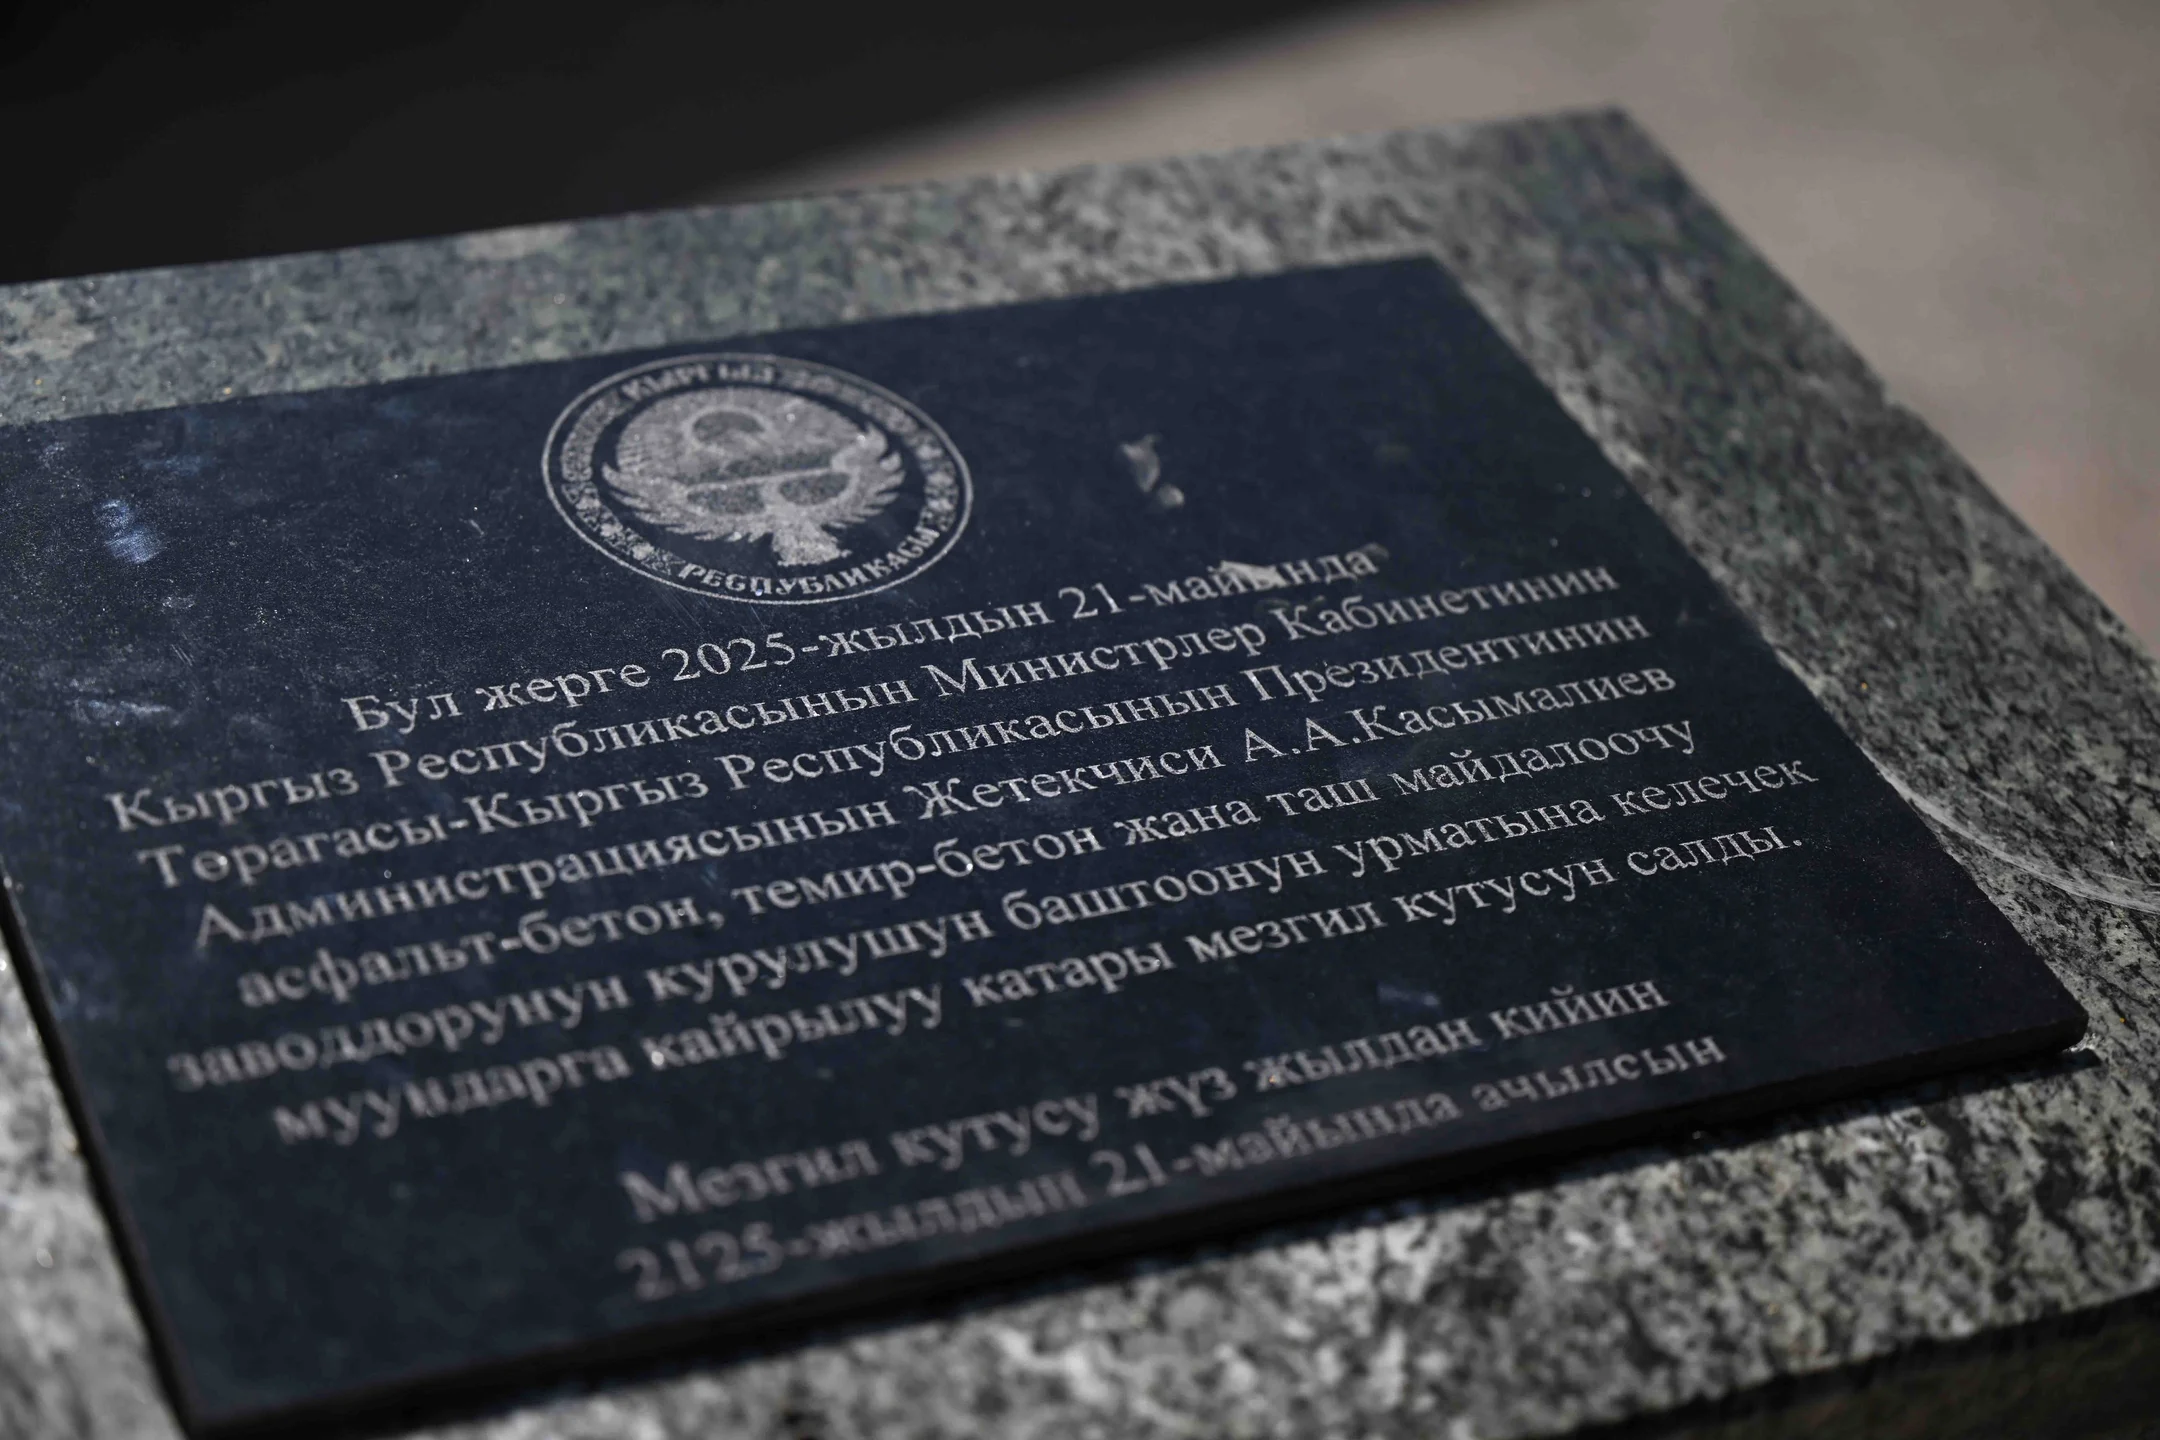 КЫРГЫЗ
РЕСПУБЛИКАСЫ
Бул жерге 2025-жылдын 21-майында
Кыргыз Республикасынын Министрлер Кабинетинин
Төрагасы-Кыргыз Республикасынын Президентинин
Администрациясынын Жетекчиси А.А.Касымалиев
асфальт-бетон, темир-бетон жана таш майдалоочу
заводдорунун курулушун баштоонун урматына келечек
муундарга кайрылуу катары мезгил кутусун салды.
Мезгил кутусу жүз жылдан кийин
2125-жылдын 21-майында ачылсын